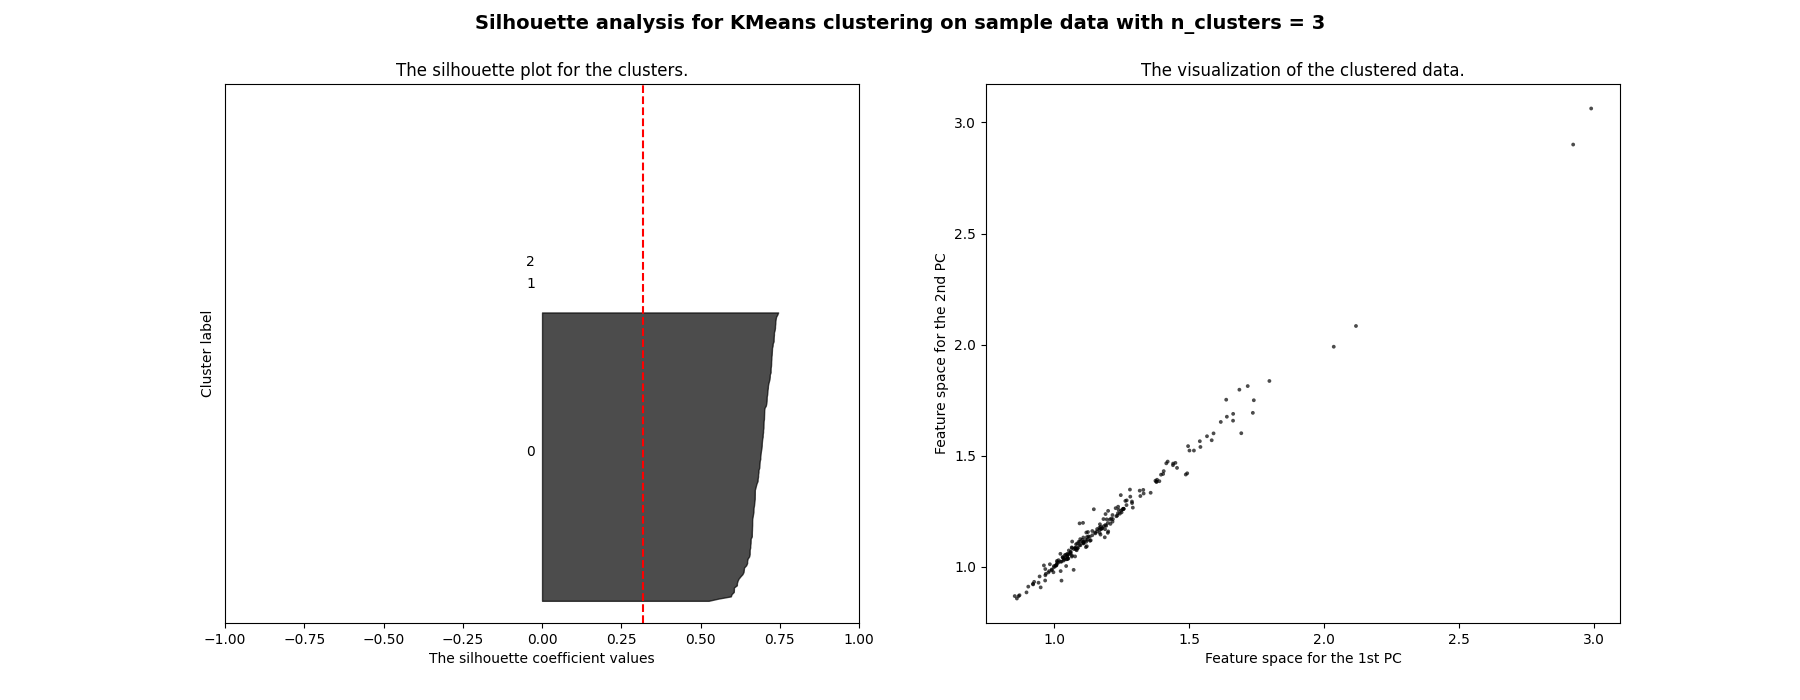 Silhouette analysis for KMeans clustering on sample data with n_clusters = 3
The silhouette plot for the clusters.
Cluster label
2
1
0
−1.00 −0.75 −0.50 −0.25 0.00 0.25 0.50 0.75 1.00
The silhouette coefficient values
The visualization of the clustered data.
Feature space for the 2nd PC
3.0
2.5
2.0
1.5
1.0
1.0 1.5 2.0 2.5 3.0
Feature space for the 1st PC